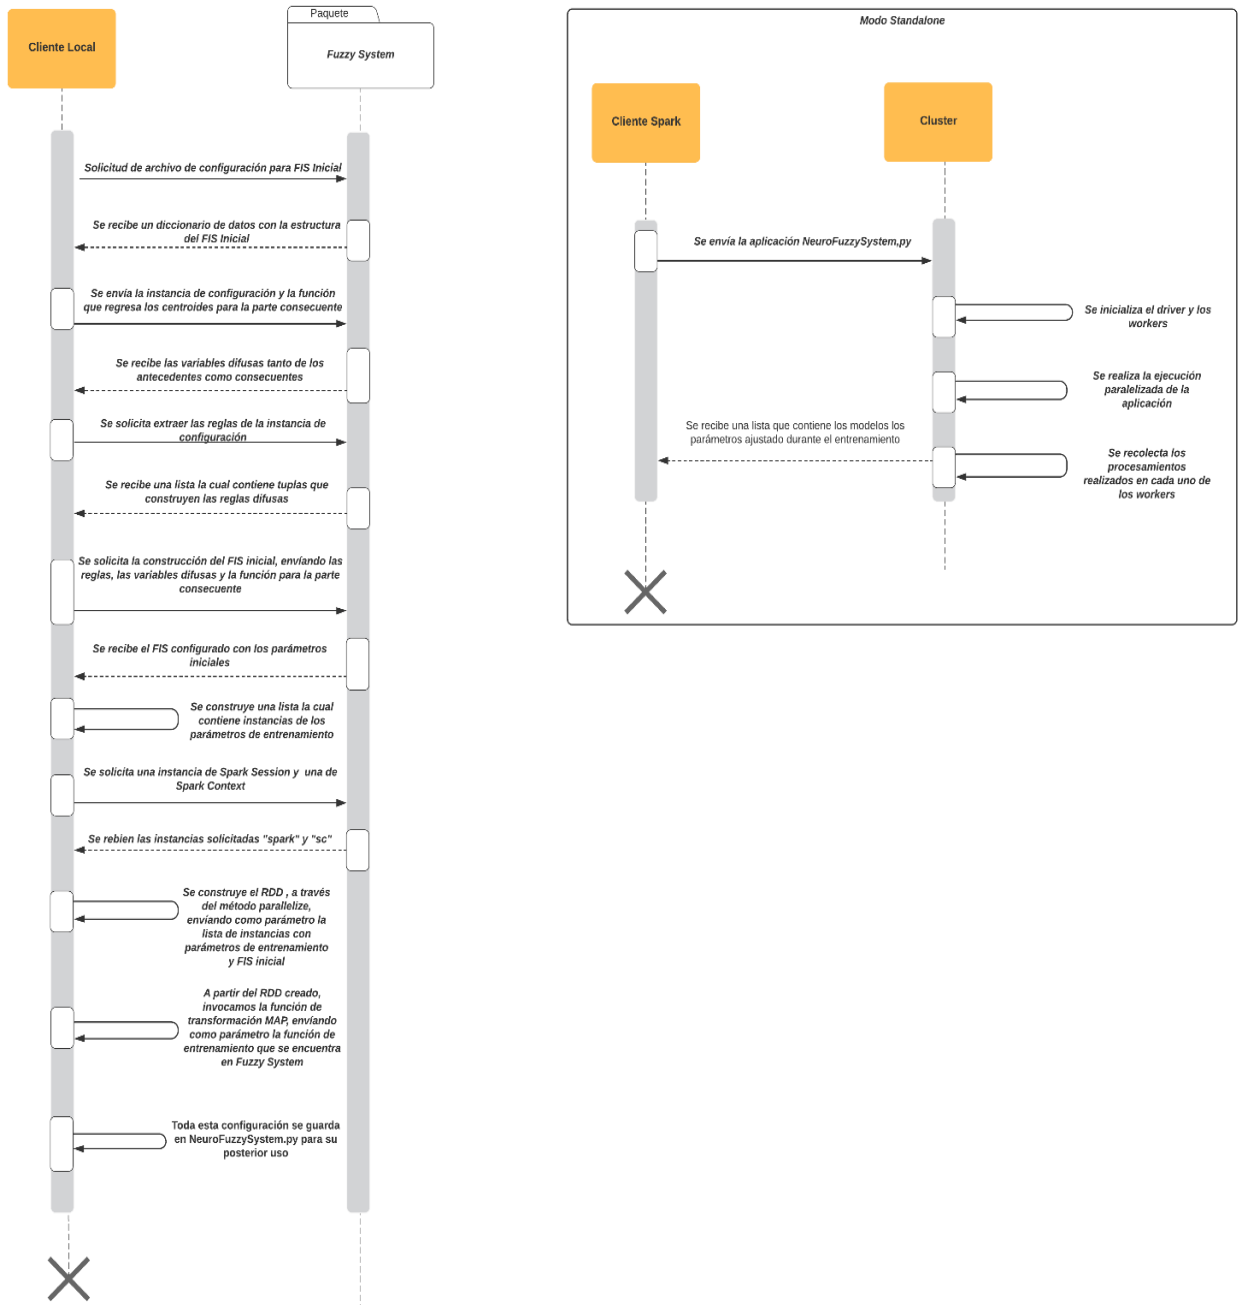 Cliente Local
Paquete
Fuzzy System
Solicitud de archivo de configuración para FIS Inicial
Se recibe un diccionario de datos con la estructura
del FIS Inicial
Se envía la instancia de configuración y la función
que regresa los centroides para la parte consecuente
Se recibe las variables difusas tanto de los
antecedentes como consecuentes
Se solicita extraer las reglas de la instancia de
configuración
Se recibe una lista la cual contiene tuplas que
construyen las reglas difusas
Se solicita la construcción del FIS inicial, envíando las
reglas, las variables difusas y la función para la parte
consecuente
Se recibe el FIS configurado con los parámetros
iniciales
Se construye una lista la cual
contiene instancias de los
parámetros de entrenamiento
Se solicita una instancia de Spark Session y una de
Spark Context
Se rebien las instancias solicitadas "spark" y "sc"
Se construye el RDD , a través
del método parallelize,
envíando como parámetro la
lista de instancias con
parámetros de entrenamiento
y FIS inicial
A partir del RDD creado,
invocamos la función de
transformación MAP, envíando
como parámetro la función de
entrenamiento que se encuentra
en Fuzzy System
Toda esta configuración se guarda
en NeuroFuzzySystem.py para su
posterior uso
Modo Standalone
Cliente Spark
Cluster
Se envía la aplicación NeuroFuzzySystem,py
Se inicializa el driver y los
workers
Se realiza la ejecución
paralelizada de la
aplicación
Se recibe una lista que contiene los modelos los
parámetros ajustado durante el entrenamiento
Se recolecta los
procesamientos
realizados en cada uno de
los workers